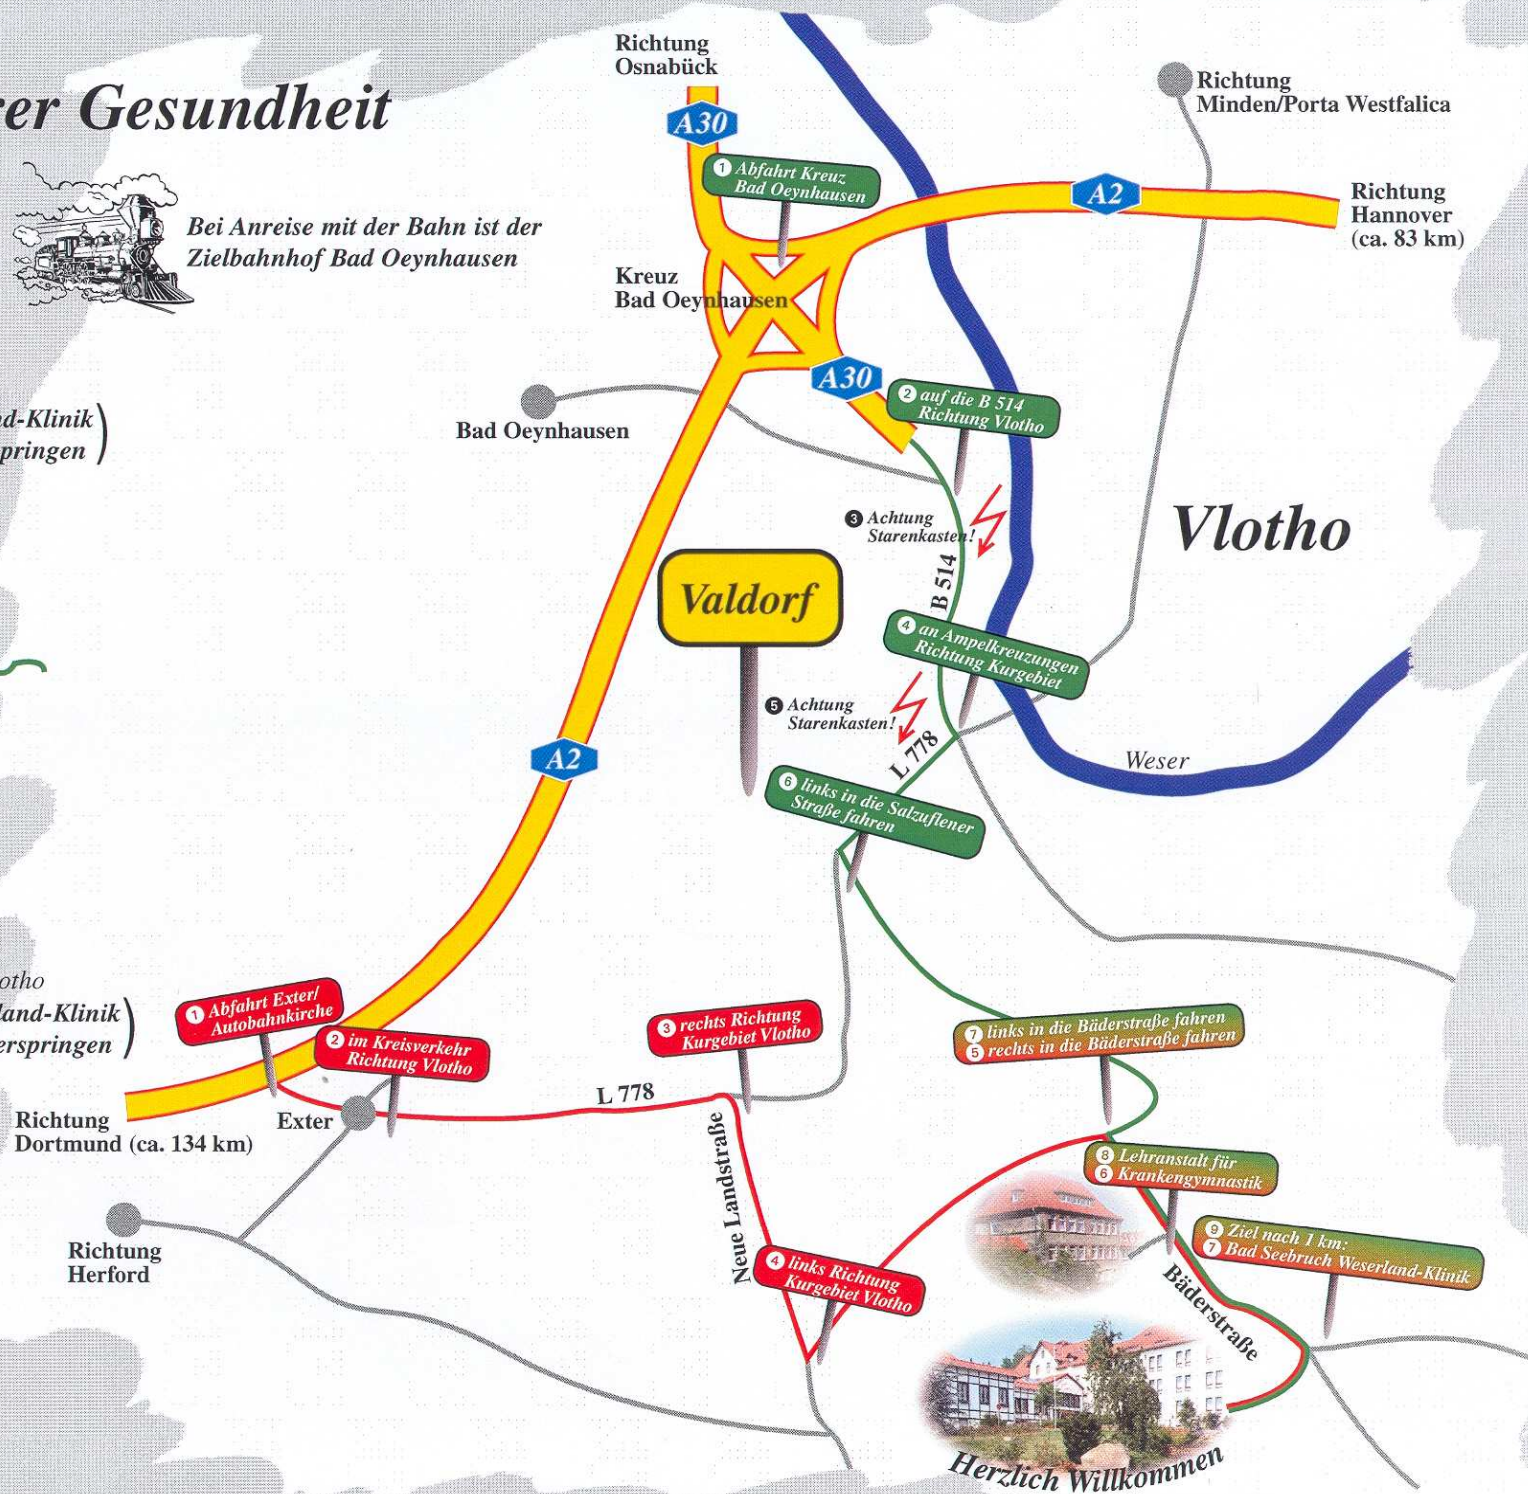 rer Gesundheit
Bei Anreise mit der Bahn ist der
Zielbahnhof Bad Oeynhausen
Richtung
Osnabück
A30
1 Abfahrt Kreuz
Bad Oeynhausen
A2
Richtung
Minden/Porta Westfalica
Richtung
Hannover
(ca. 83 km)
Kreuz
Bad Oeynhausen
A30
2 auf die B 514
Richtung Vlotho
Bad Oeynhausen
nd-Klinik
pringen )
3 Achtung
Starenkasten!
B 514
Vlotho
Valdorf
4 an Ampelkreuzungen
Richtung Kurgebiet
5 Achtung
Starenkasten!
L 778
Weser
A2
6 links in die Salzuflener
Straße fahren
lotho
land-Klinik
erspringen )
1 Abfahrt Exter/
Autobahnkirche
2 im Kreisverkehr
Richtung Vlotho
3 rechts Richtung
Kurgebiet Vlotho
7 links in die Bäderstraße fahren
5 rechts in die Bäderstraße fahren
L 778
Exter
Richtung
Dortmund (ca. 134 km)
Neue Landstraße
8 Lehranstalt für
6 Krankengymnastik
Richtung
Herford
4 links Richtung
Kurgebiet Vlotho
9 Ziel nach 1 km:
7 Bad Seebruch Weserland-Klinik
Bäderstraße
Herzlich Willkommen